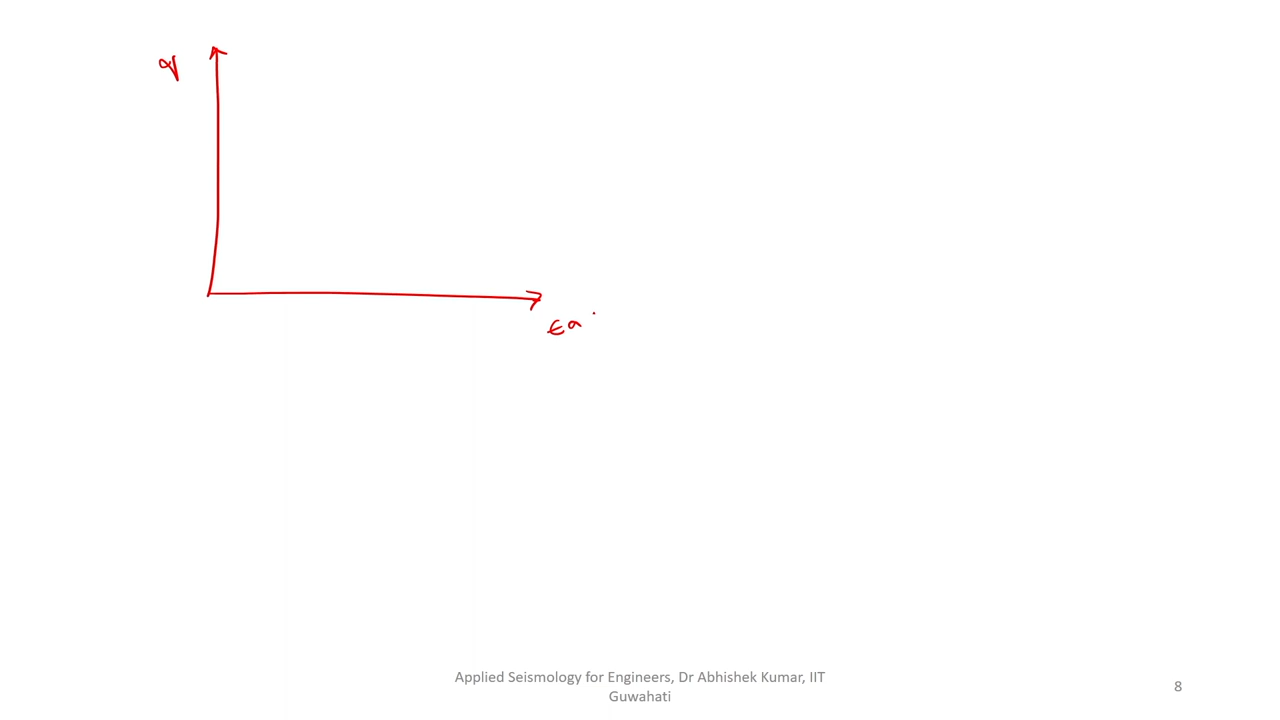 q
εa
Applied Seismology for Engineers, Dr Abhishek Kumar, IIT
Guwahati
8